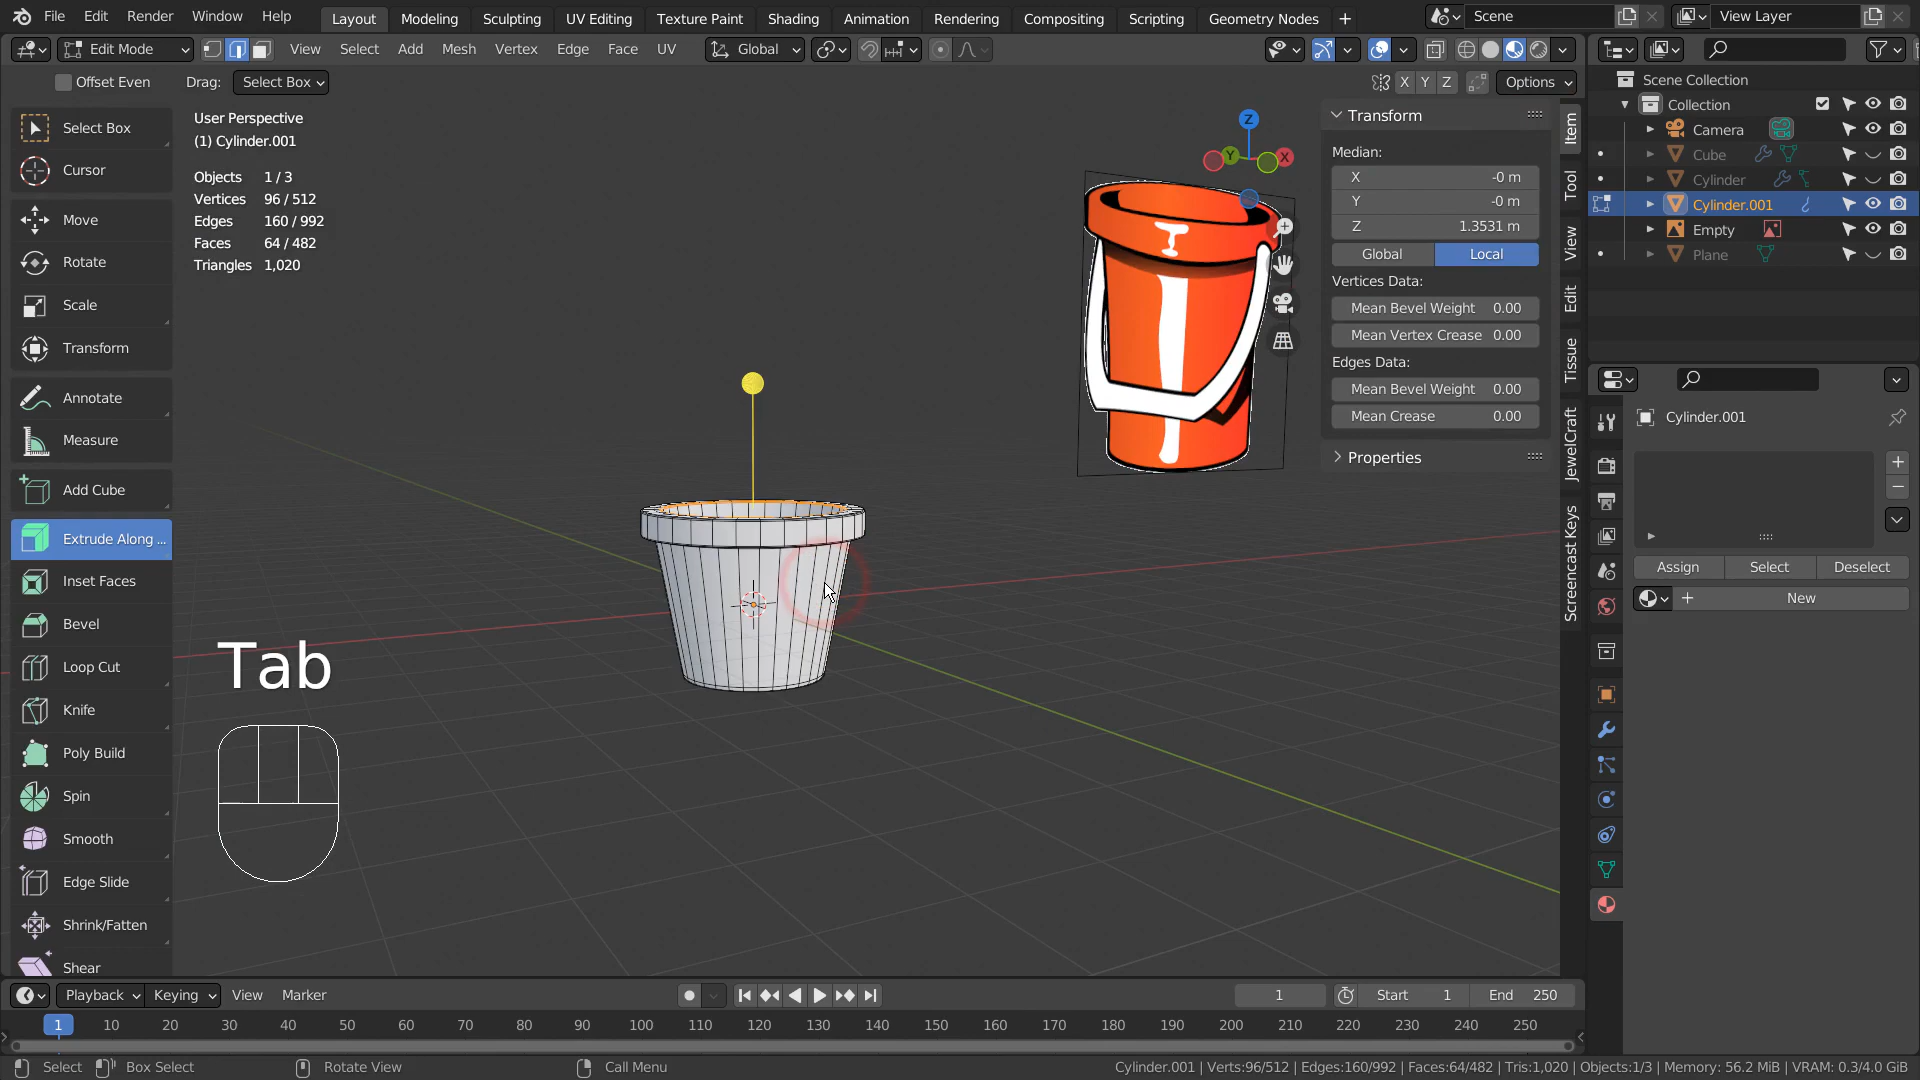 File Edit Render Window Help Layout Modeling Sculpting UV Editing Texture Paint Shading Animation Rendering Compositing Scripting Geometry Nodes + Scene View Layer
Edit Mode View Select Add Mesh Vertex Edge Face UV Global
Offset Even Drag: Select Box X Y Z Options
Select Box
Cursor
Move
Rotate
Scale
Transform
Annotate
Measure
Add Cube
Extrude Along ...
Inset Faces
Bevel
Loop Cut
Knife
Poly Build
Spin
Smooth
Edge Slide
Shrink/Fatten
Shear
User Perspective
(1) Cylinder.001
Objects 1 / 3
Vertices 96 / 512
Edges 160 / 992
Faces 64 / 482
Triangles 1,020
Z
Y
X
Tab
Transform
Median:
X -0 m
Y -0 m
Z 1.3531 m
Global Local
Vertices Data:
Mean Bevel Weight 0.00
Mean Vertex Crease 0.00
Edges Data:
Mean Bevel Weight 0.00
Mean Crease 0.00
Properties
Item
Tool
View
Edit
Tissue
JewelCraft
Screencast Keys
Scene Collection
Collection
Camera
Cube
Cylinder
Cylinder.001
Empty
Plane
Cylinder.001
Assign Select Deselect
New
Playback Keying View Marker 1 Start 1 End 250
1 10 20 30 40 50 60 70 80 90 100 110 120 130 140 150 160 170 180 190 200 210 220 230 240 250
Select Box Select Rotate View Call Menu Cylinder.001 | Verts:96/512 | Edges:160/992 | Faces:64/482 | Tris:1,020 | Objects:1/3 | Memory: 56.2 MiB | VRAM: 0.3/4.0 GiB